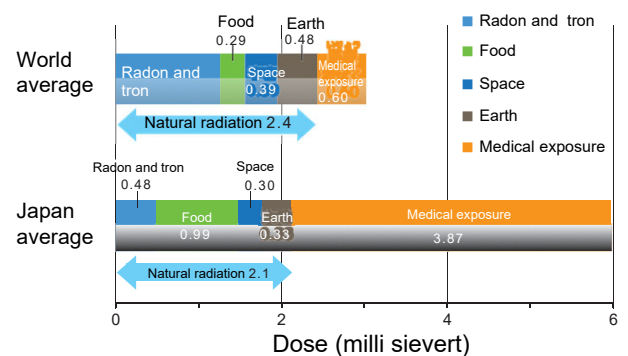 Food
0.29
Earth
0.48
World
average
Radon and
tron
Space
0.39
Medical
exposure
0.60
Natural radiation 2.4
Radon and tron
Food
Space
Earth
Medical exposure
Japan
average
Radon and tron
0.48
Space
0.30
Food
0.99
Earth
0.33
Medical exposure
3.87
Natural radiation 2.1
0
2
4
6
Dose (milli sievert)